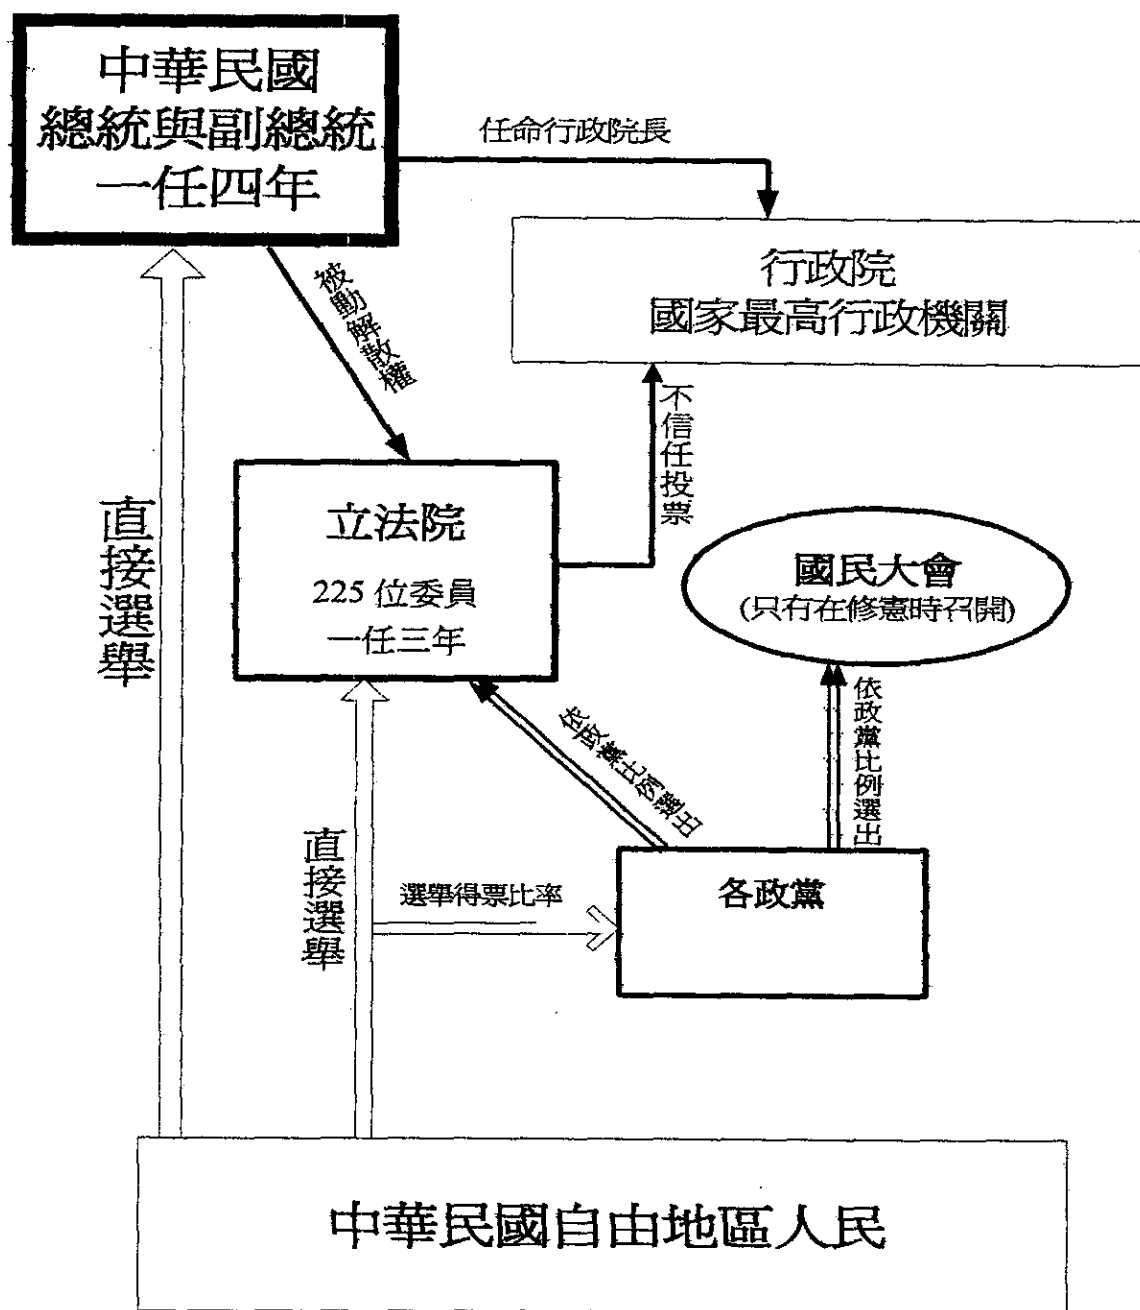 中華民國
總統與副總統
一任四年
任命行政院長
行政院
國家最高行政機關
被動解散權
不信任投票
立法院
225 位委員
一任三年
國民大會
(只有在修憲時召開)
直接選舉
依政黨比例選出
依政黨比例選出
直接選舉
選舉得票比率
各政黨
中華民國自由地區人民